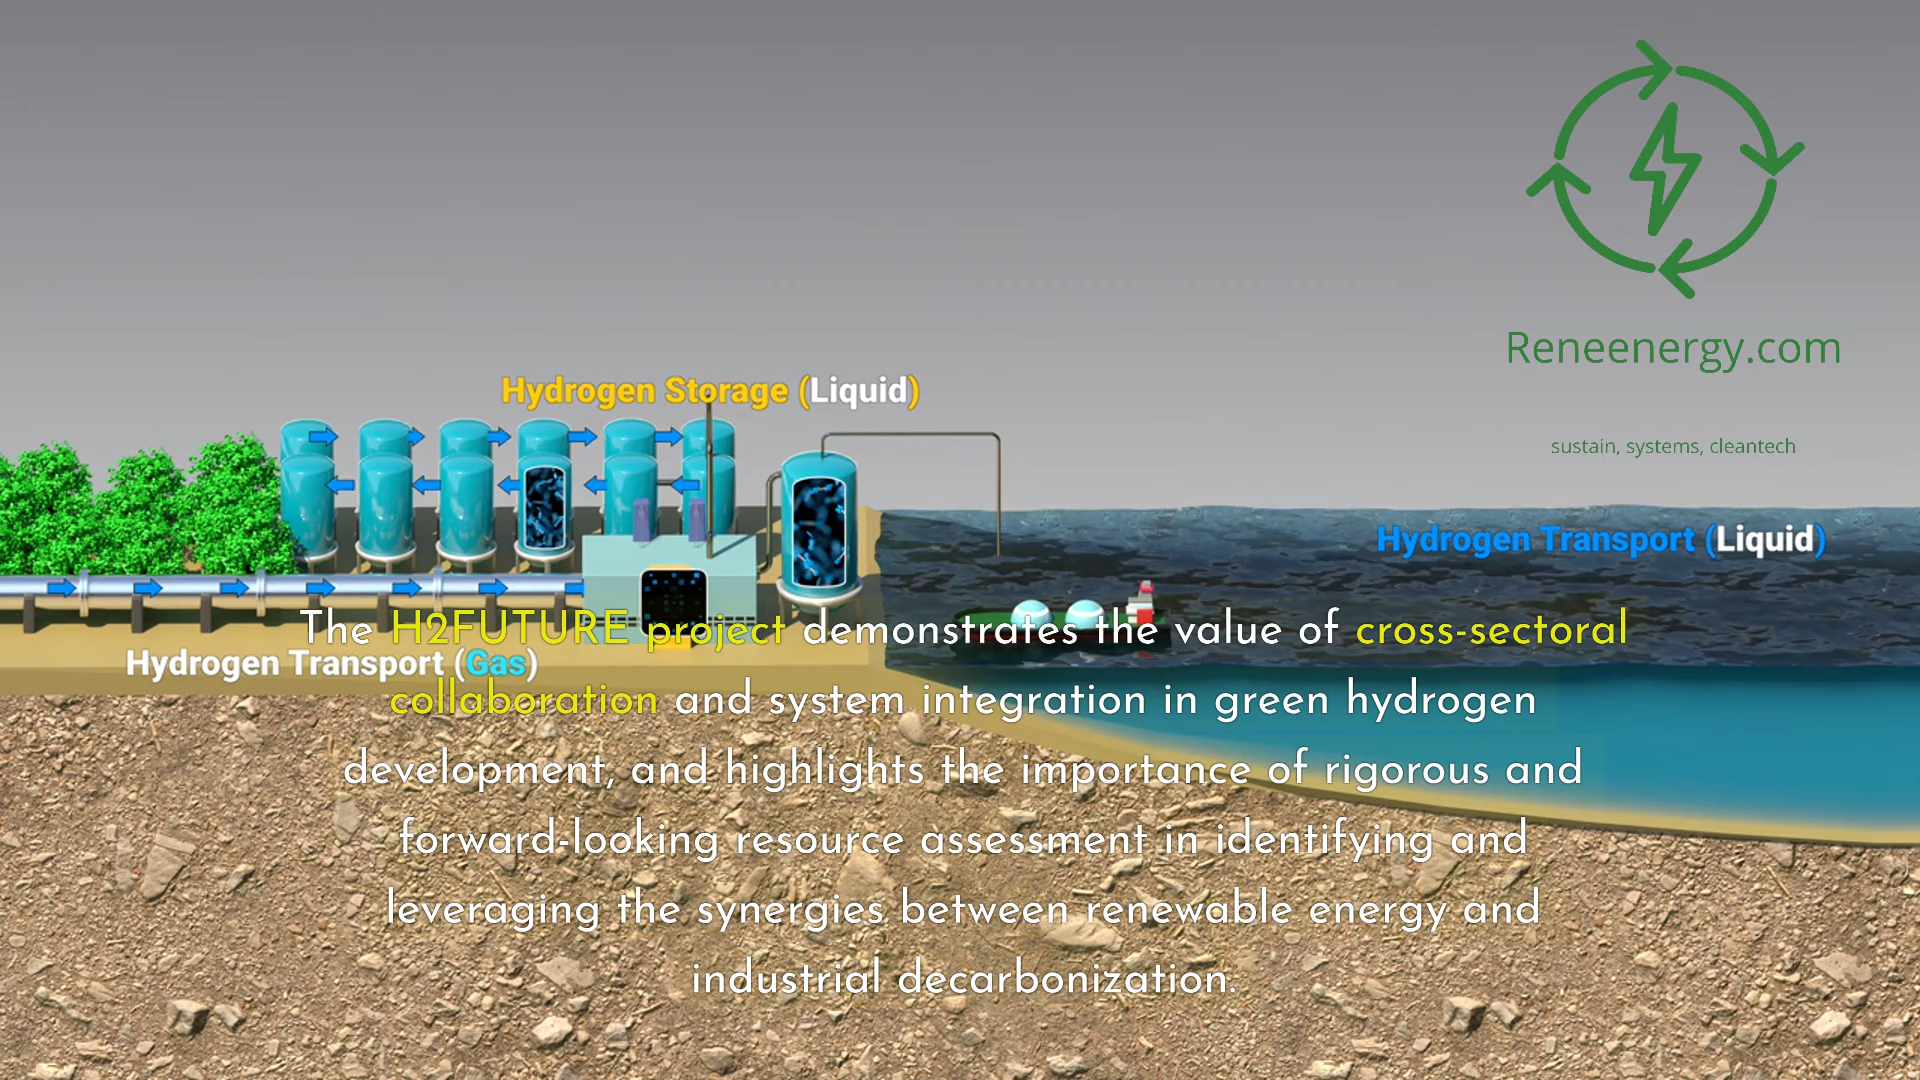 Reneenergy.com
sustain, systems, cleantech
Hydrogen Storage (Liquid)
Hydrogen Transport (Liquid)
Hydrogen Transport (Gas)
The H2FUTURE project demonstrates the value of cross-sectoral
collaboration and system integration in green hydrogen
development, and highlights the importance of rigorous and
forward-looking resource assessment in identifying and
leveraging the synergies between renewable energy and
industrial decarbonization.